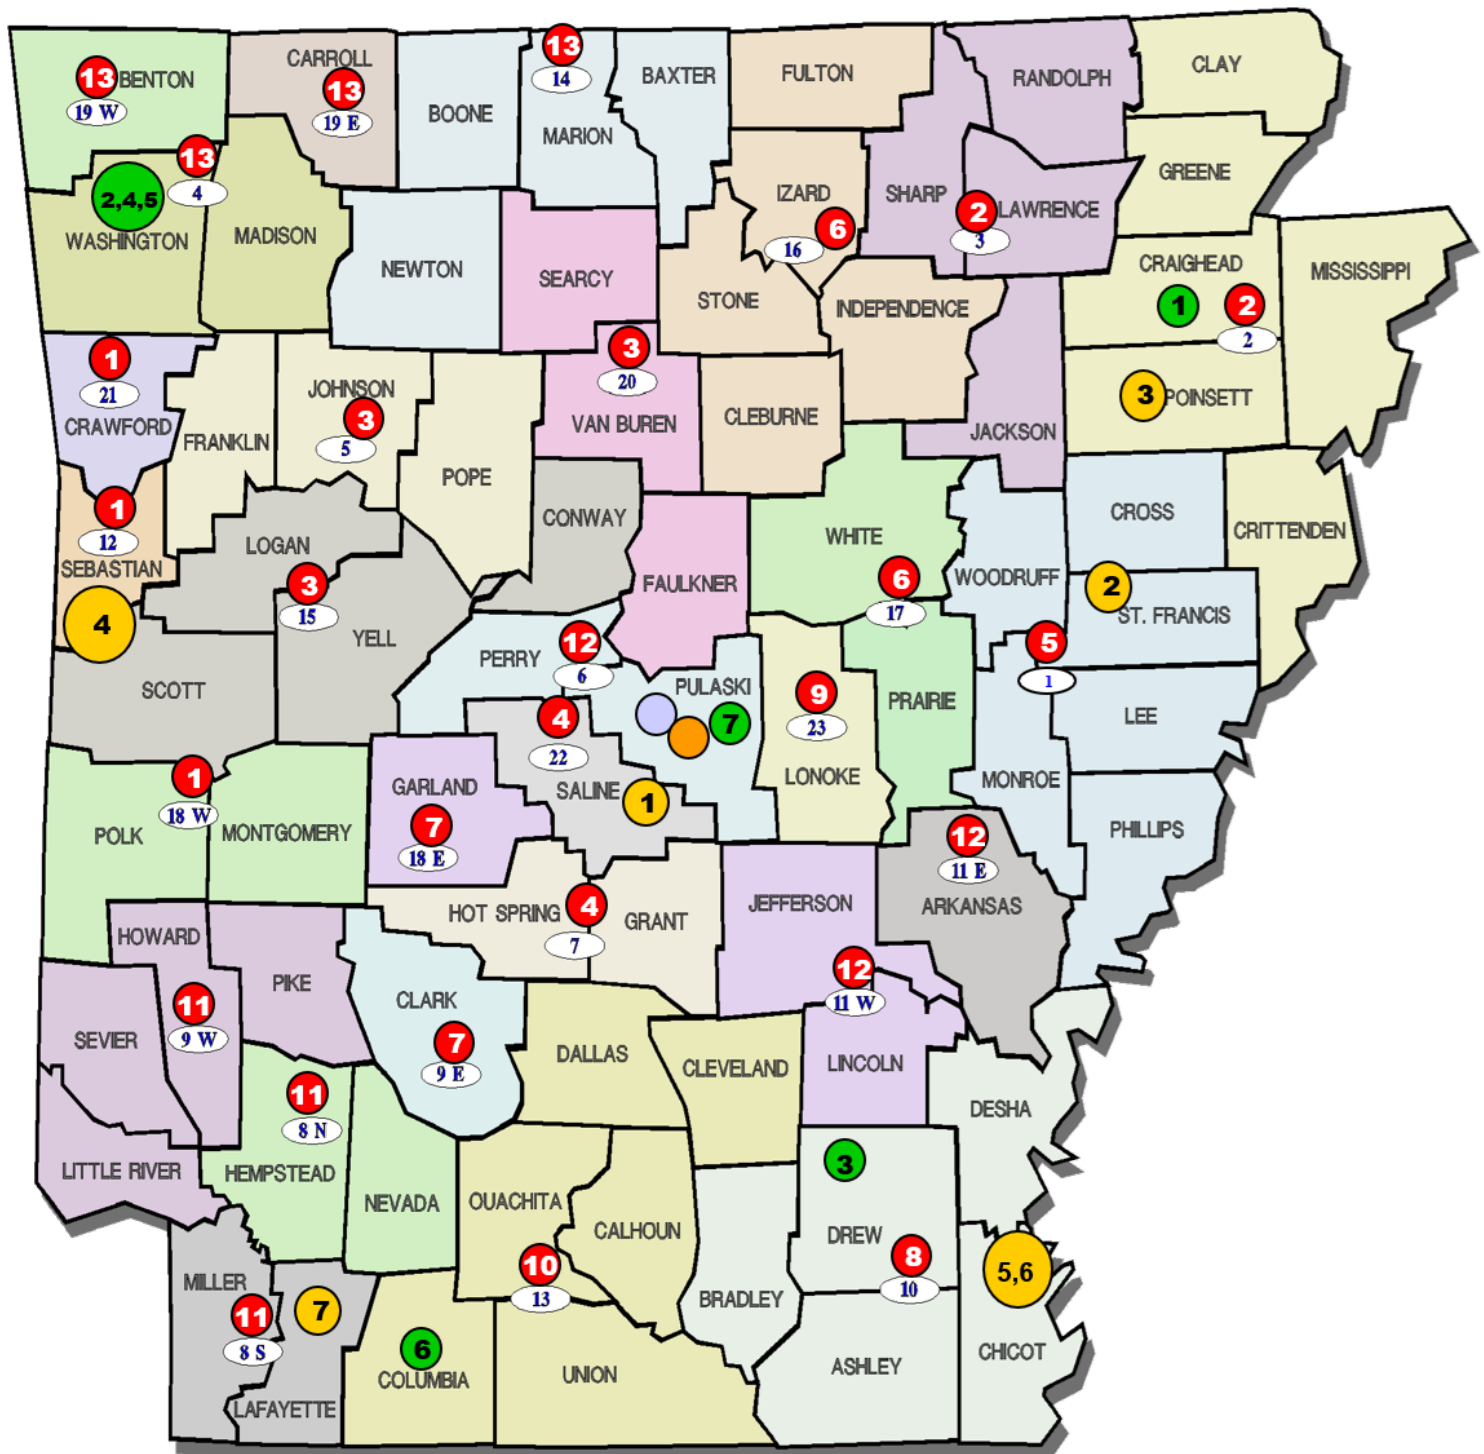 13
BENTON
19 W
CARROLL
13
19 E
BOONE
13
14
MARION
BAXTER
FULTON
RANDOLPH
CLAY
13
4
2,4,5
WASHINGTON
MADISON
NEWTON
SEARCY
IZARD
6
16
SHARP
2
LAWRENCE
3
GREENE
STONE
INDEPENDENCE
CRAIGHEAD
1
2
2
MISSISSIPPI
1
21
CRAWFORD
FRANKLIN
JOHNSON
3
5
POPE
3
20
VAN BUREN
CLEBURNE
JACKSON
3
POINSETT
1
12
SEBASTIAN
4
LOGAN
3
15
YELL
CONWAY
FAULKNER
WHITE
6
17
WOODRUFF
CROSS
CRITTENDEN
2
ST. FRANCIS
SCOTT
PERRY
12
6
PULASKI
7
4
22
SALINE
1
9
23
LONOKE
PRAIRIE
5
1
MONROE
LEE
PHILLIPS
1
18 W
POLK
MONTGOMERY
GARLAND
7
18 E
HOT SPRING
4
7
GRANT
JEFFERSON
12
11 E
ARKANSAS
HOWARD
PIKE
CLARK
7
9 E
12
11 W
LINCOLN
SEVIER
11
9 W
DALLAS
CLEVELAND
DESHA
LITTLE RIVER
11
8 N
HEMPSTEAD
NEVADA
OUACHITA
10
13
CALHOUN
BRADLEY
3
DREW
8
10
5,6
CHICOT
MILLER
11
8 S
7
LAFAYETTE
6
COLUMBIA
UNION
ASHLEY